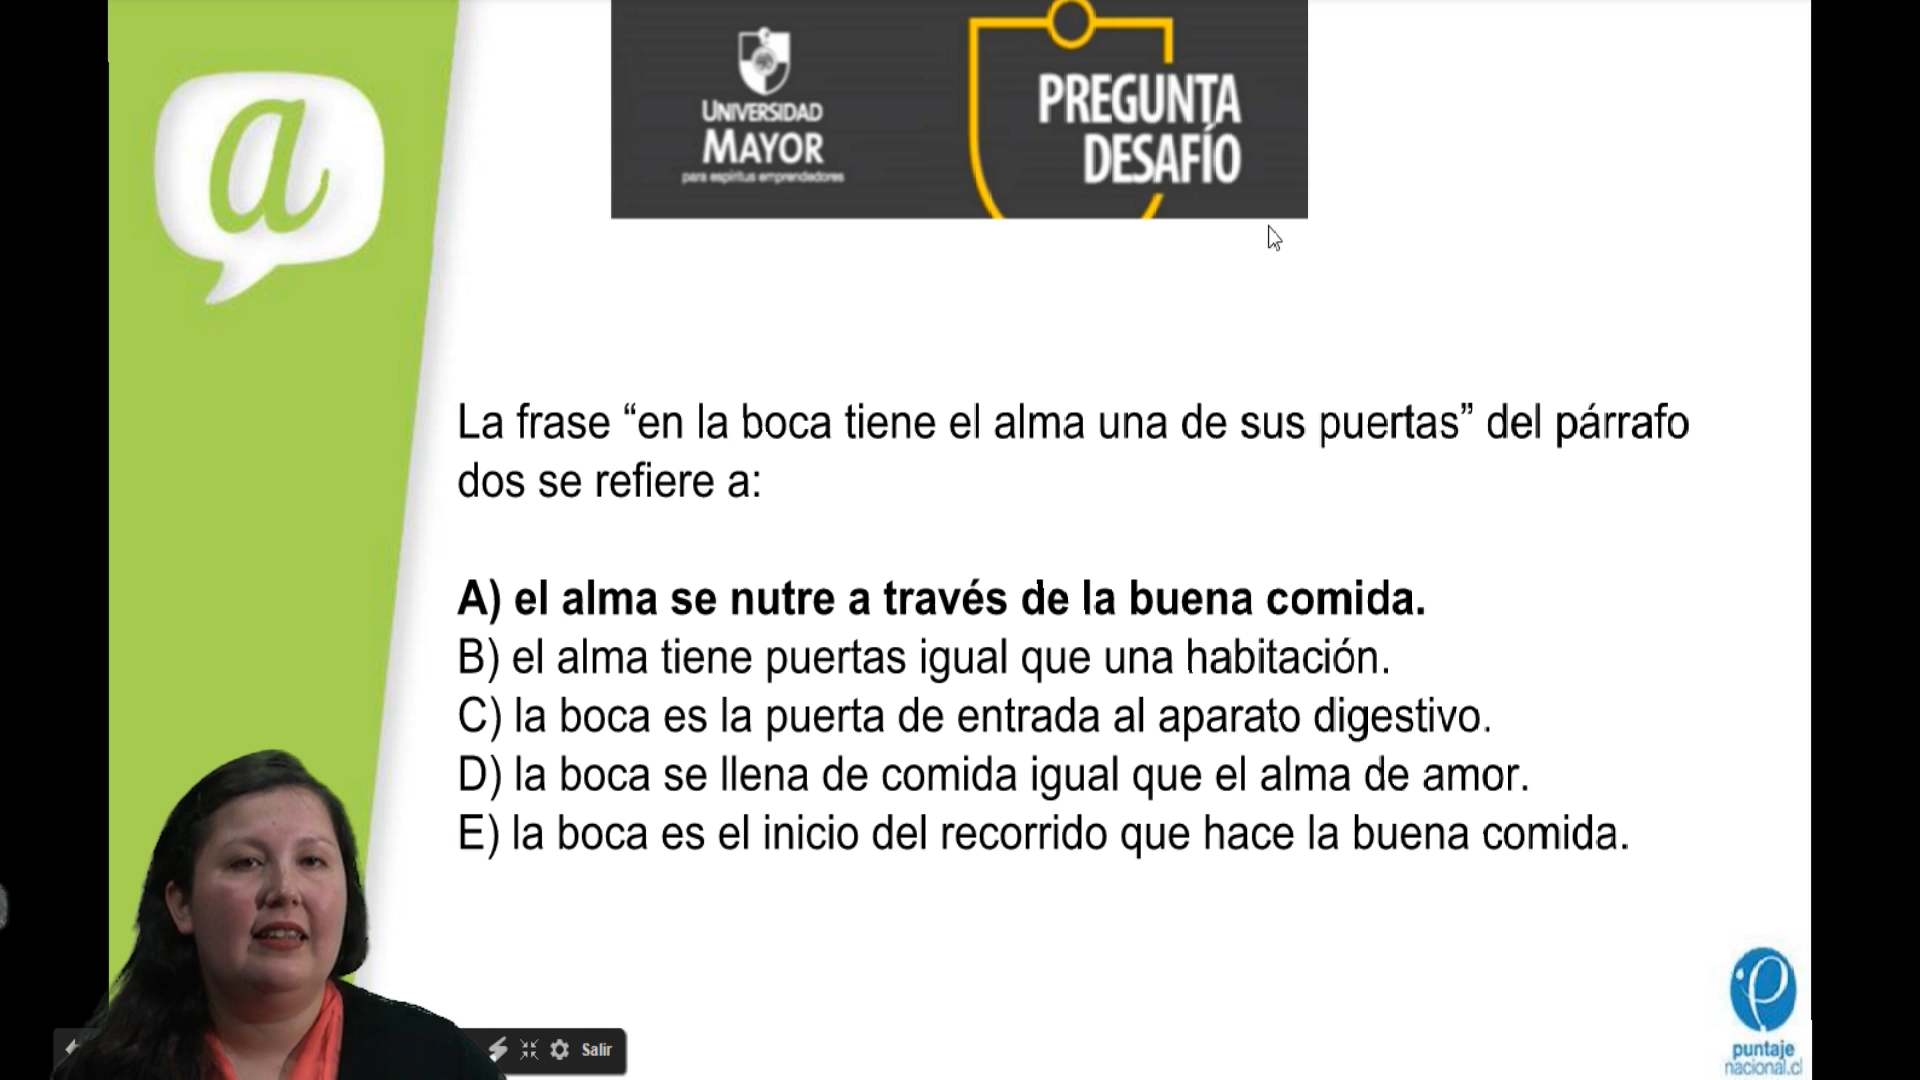 a
UNIVERSIDAD
MAYOR
para espíritus emprendedores
PREGUNTA
DESAFÍO
La frase “en la boca tiene el alma una de sus puertas” del párrafo
dos se refiere a:
A) el alma se nutre a través de la buena comida.
B) el alma tiene puertas igual que una habitación.
C) la boca es la puerta de entrada al aparato digestivo.
D) la boca se llena de comida igual que el alma de amor.
E) la boca es el inicio del recorrido que hace la buena comida.
Salir
puntaje
nacional.cl